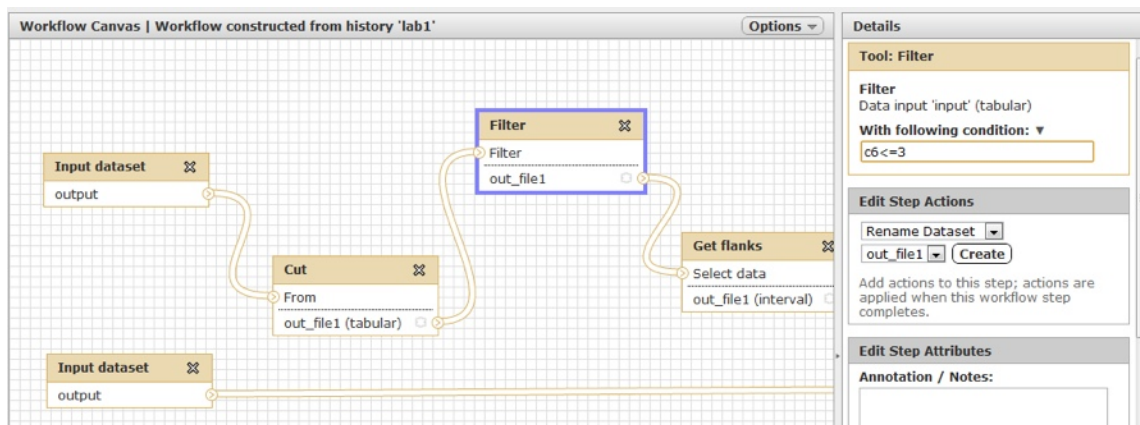 Workflow Canvas | Workflow constructed from history 'lab1'
Options
Input dataset
output
Cut
From
out_file1 (tabular)
Filter
Filter
out_file1
Get flanks
Select data
out_file1 (interval)
Input dataset
output
Details
Tool: Filter
Filter
Data input 'input' (tabular)
With following condition:
c6<=3
Edit Step Actions
Rename Dataset
out_file1 Create
Add actions to this step; actions are
applied when this workflow step
completes.
Edit Step Attributes
Annotation / Notes: